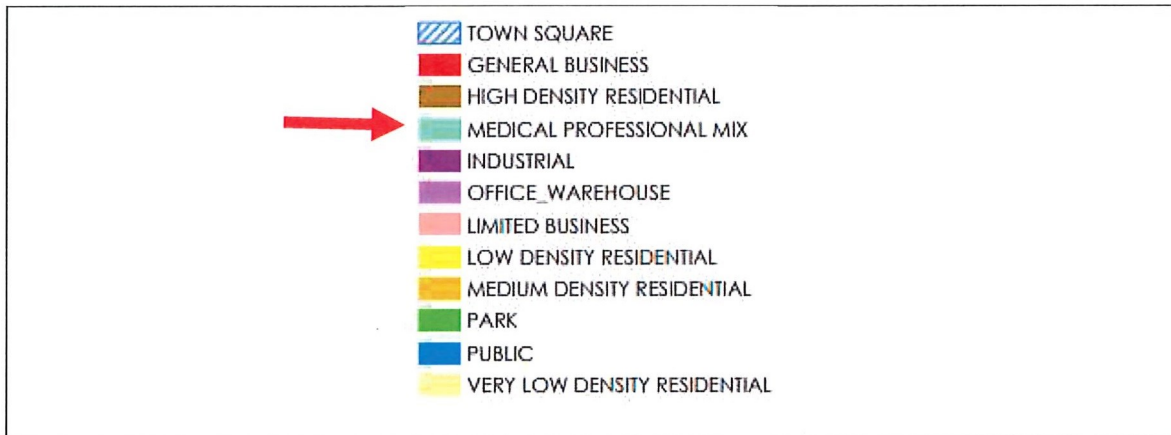 TOWN SQUARE
GENERAL BUSINESS
HIGH DENSITY RESIDENTIAL
MEDICAL PROFESSIONAL MIX
INDUSTRIAL
OFFICE_WAREHOUSE
LIMITED BUSINESS
LOW DENSITY RESIDENTIAL
MEDIUM DENSITY RESIDENTIAL
PARK
PUBLIC
VERY LOW DENSITY RESIDENTIAL